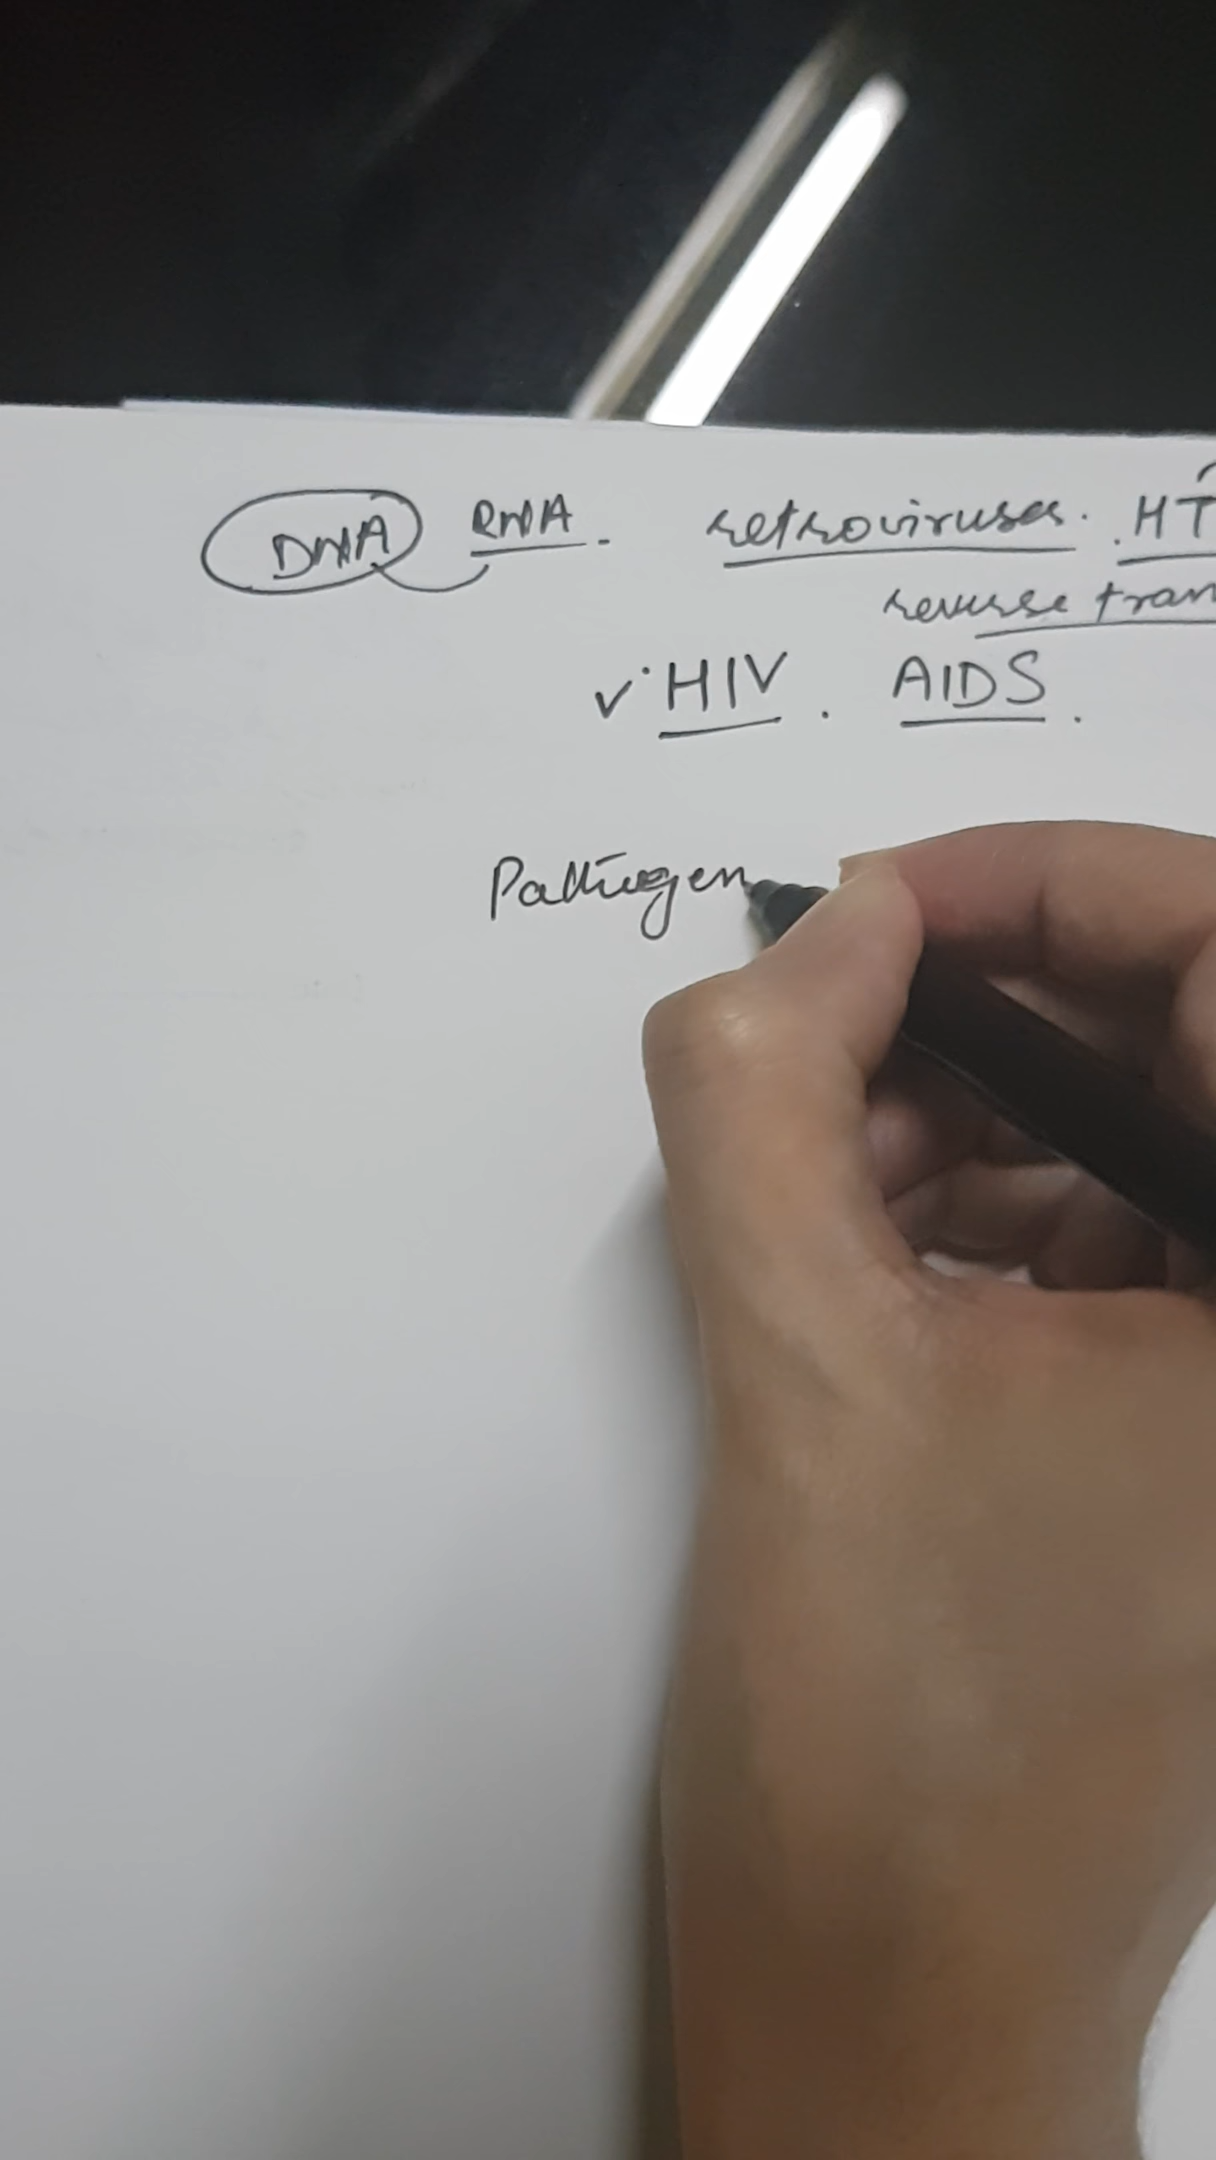 DNA RNA. retroviruses. .HT
reverse tran
✓·HIV. AIDS.
Pathogen